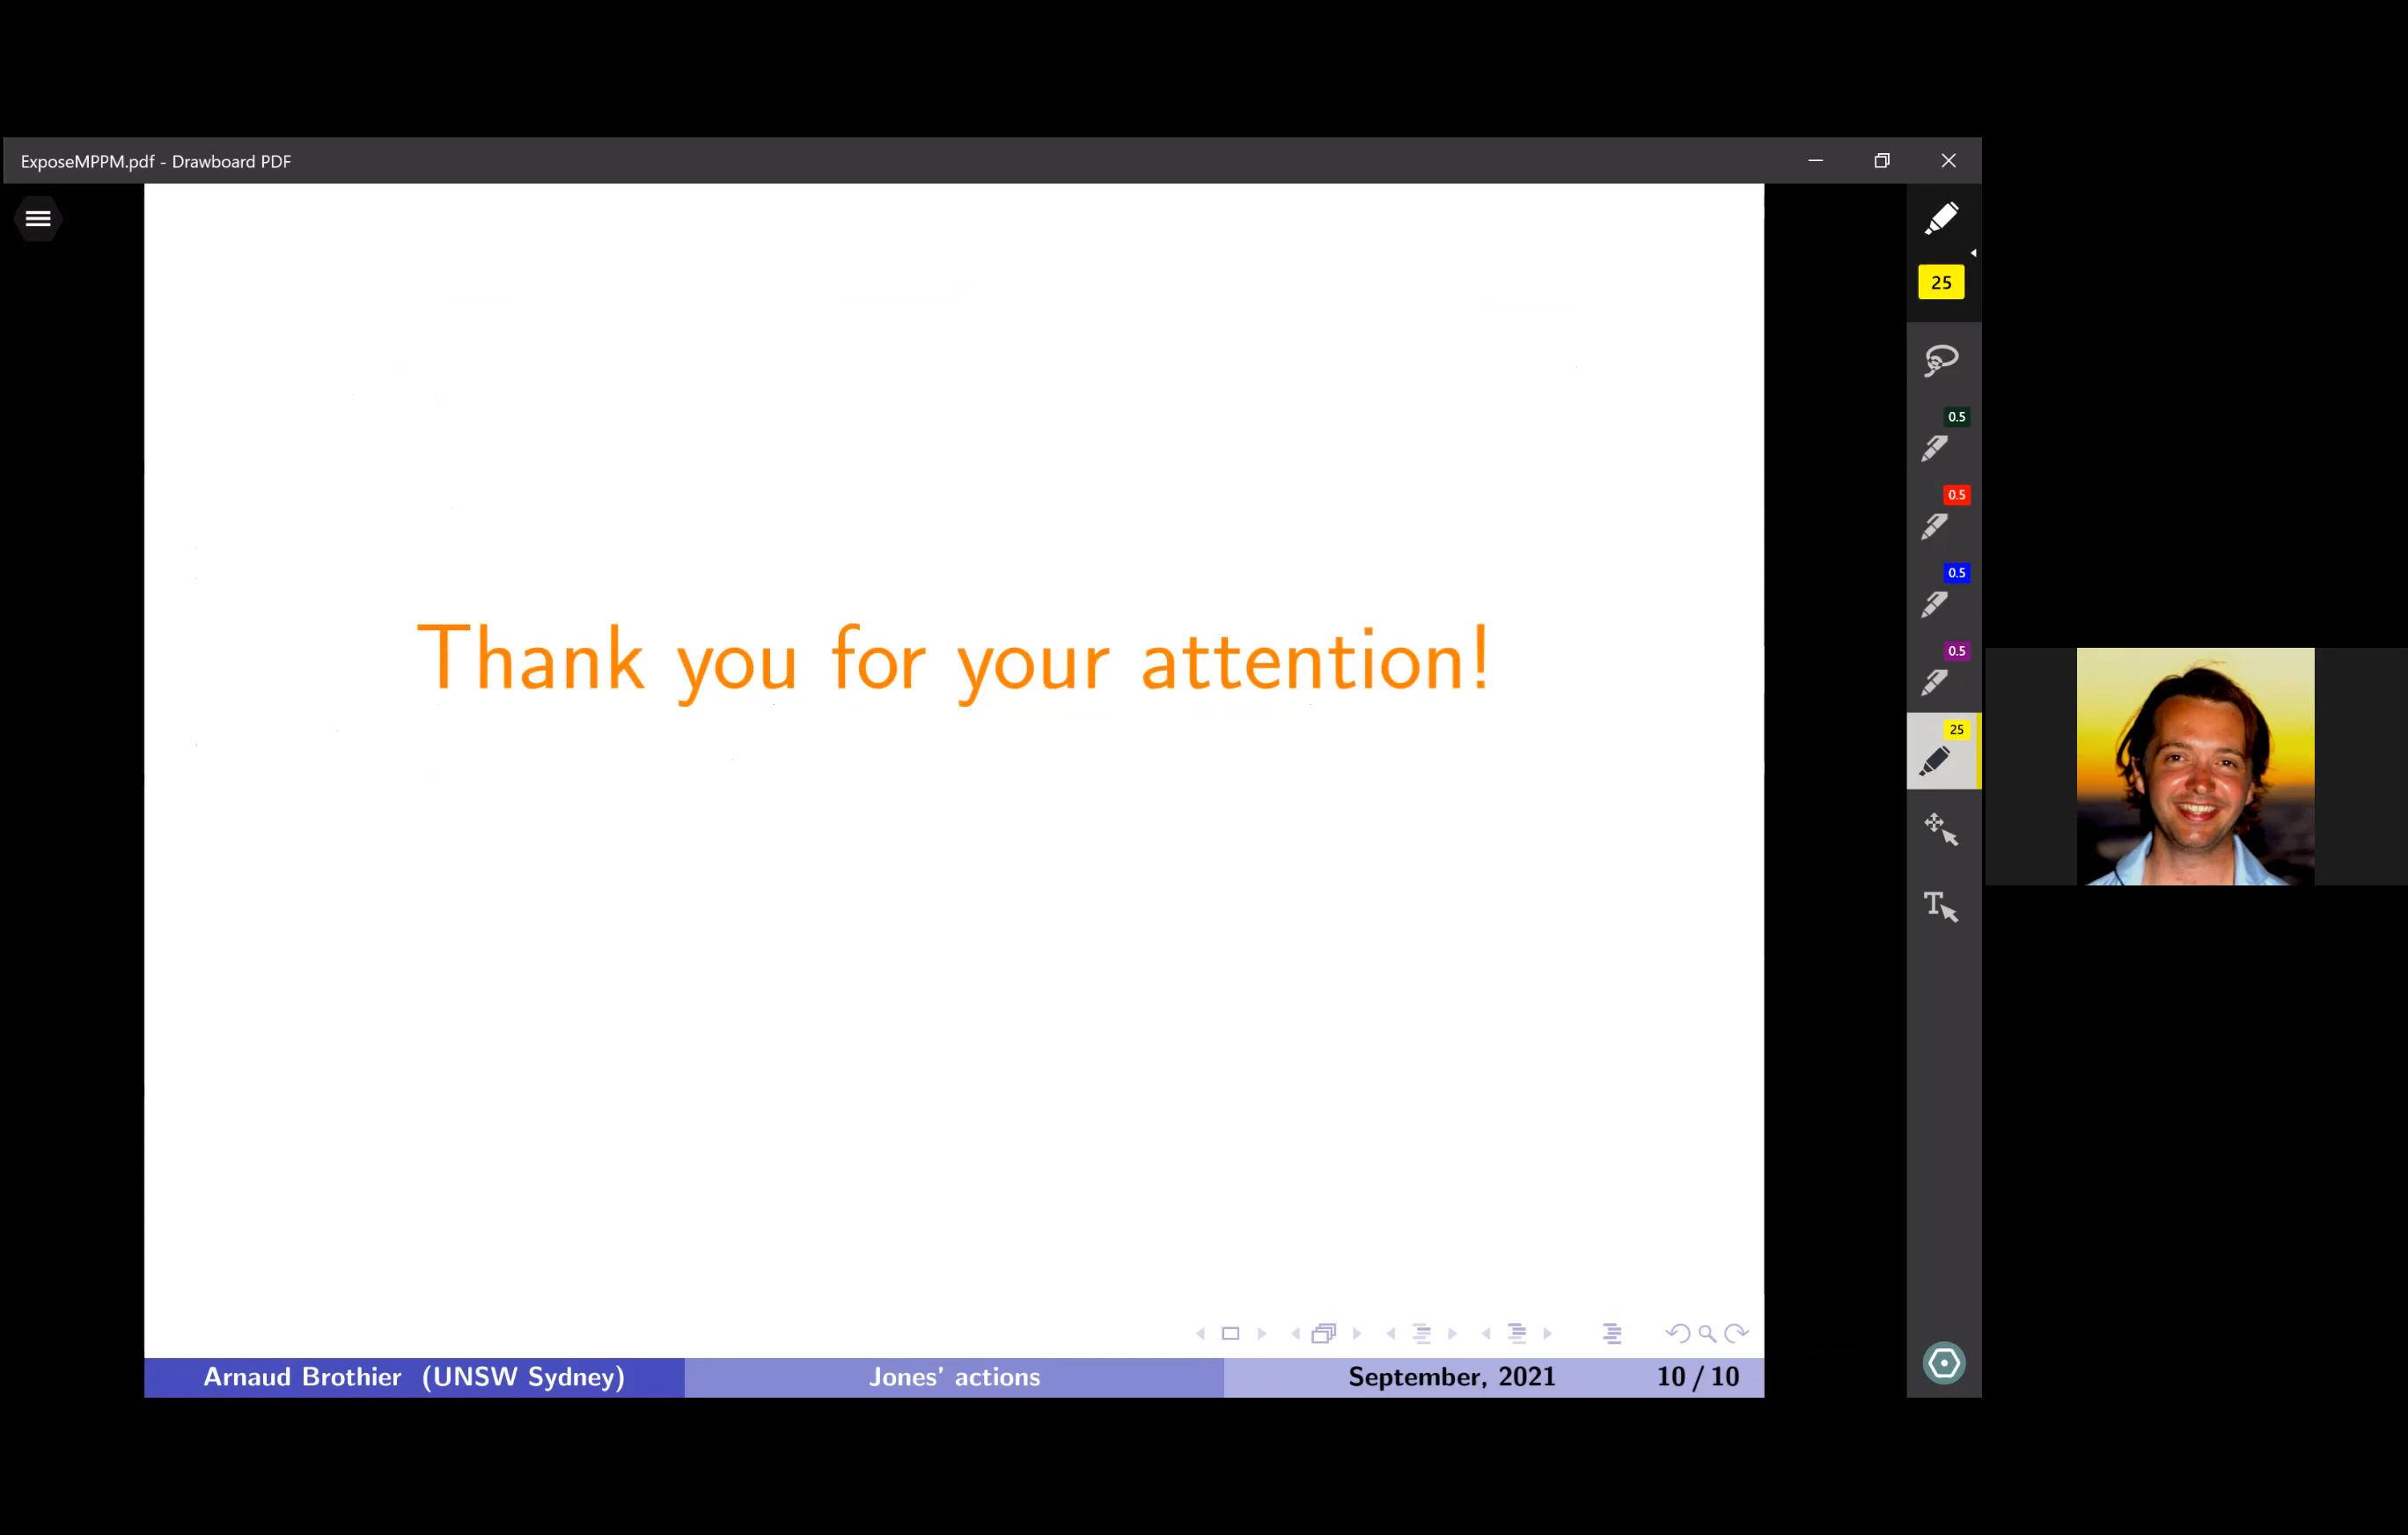 ExposeMPPM.pdf - Drawboard PDF
25
0.5
0.5
0.5
0.5
25
Thank you for your attention!
Arnaud Brothier (UNSW Sydney) Jones' actions September, 2021 10 / 10